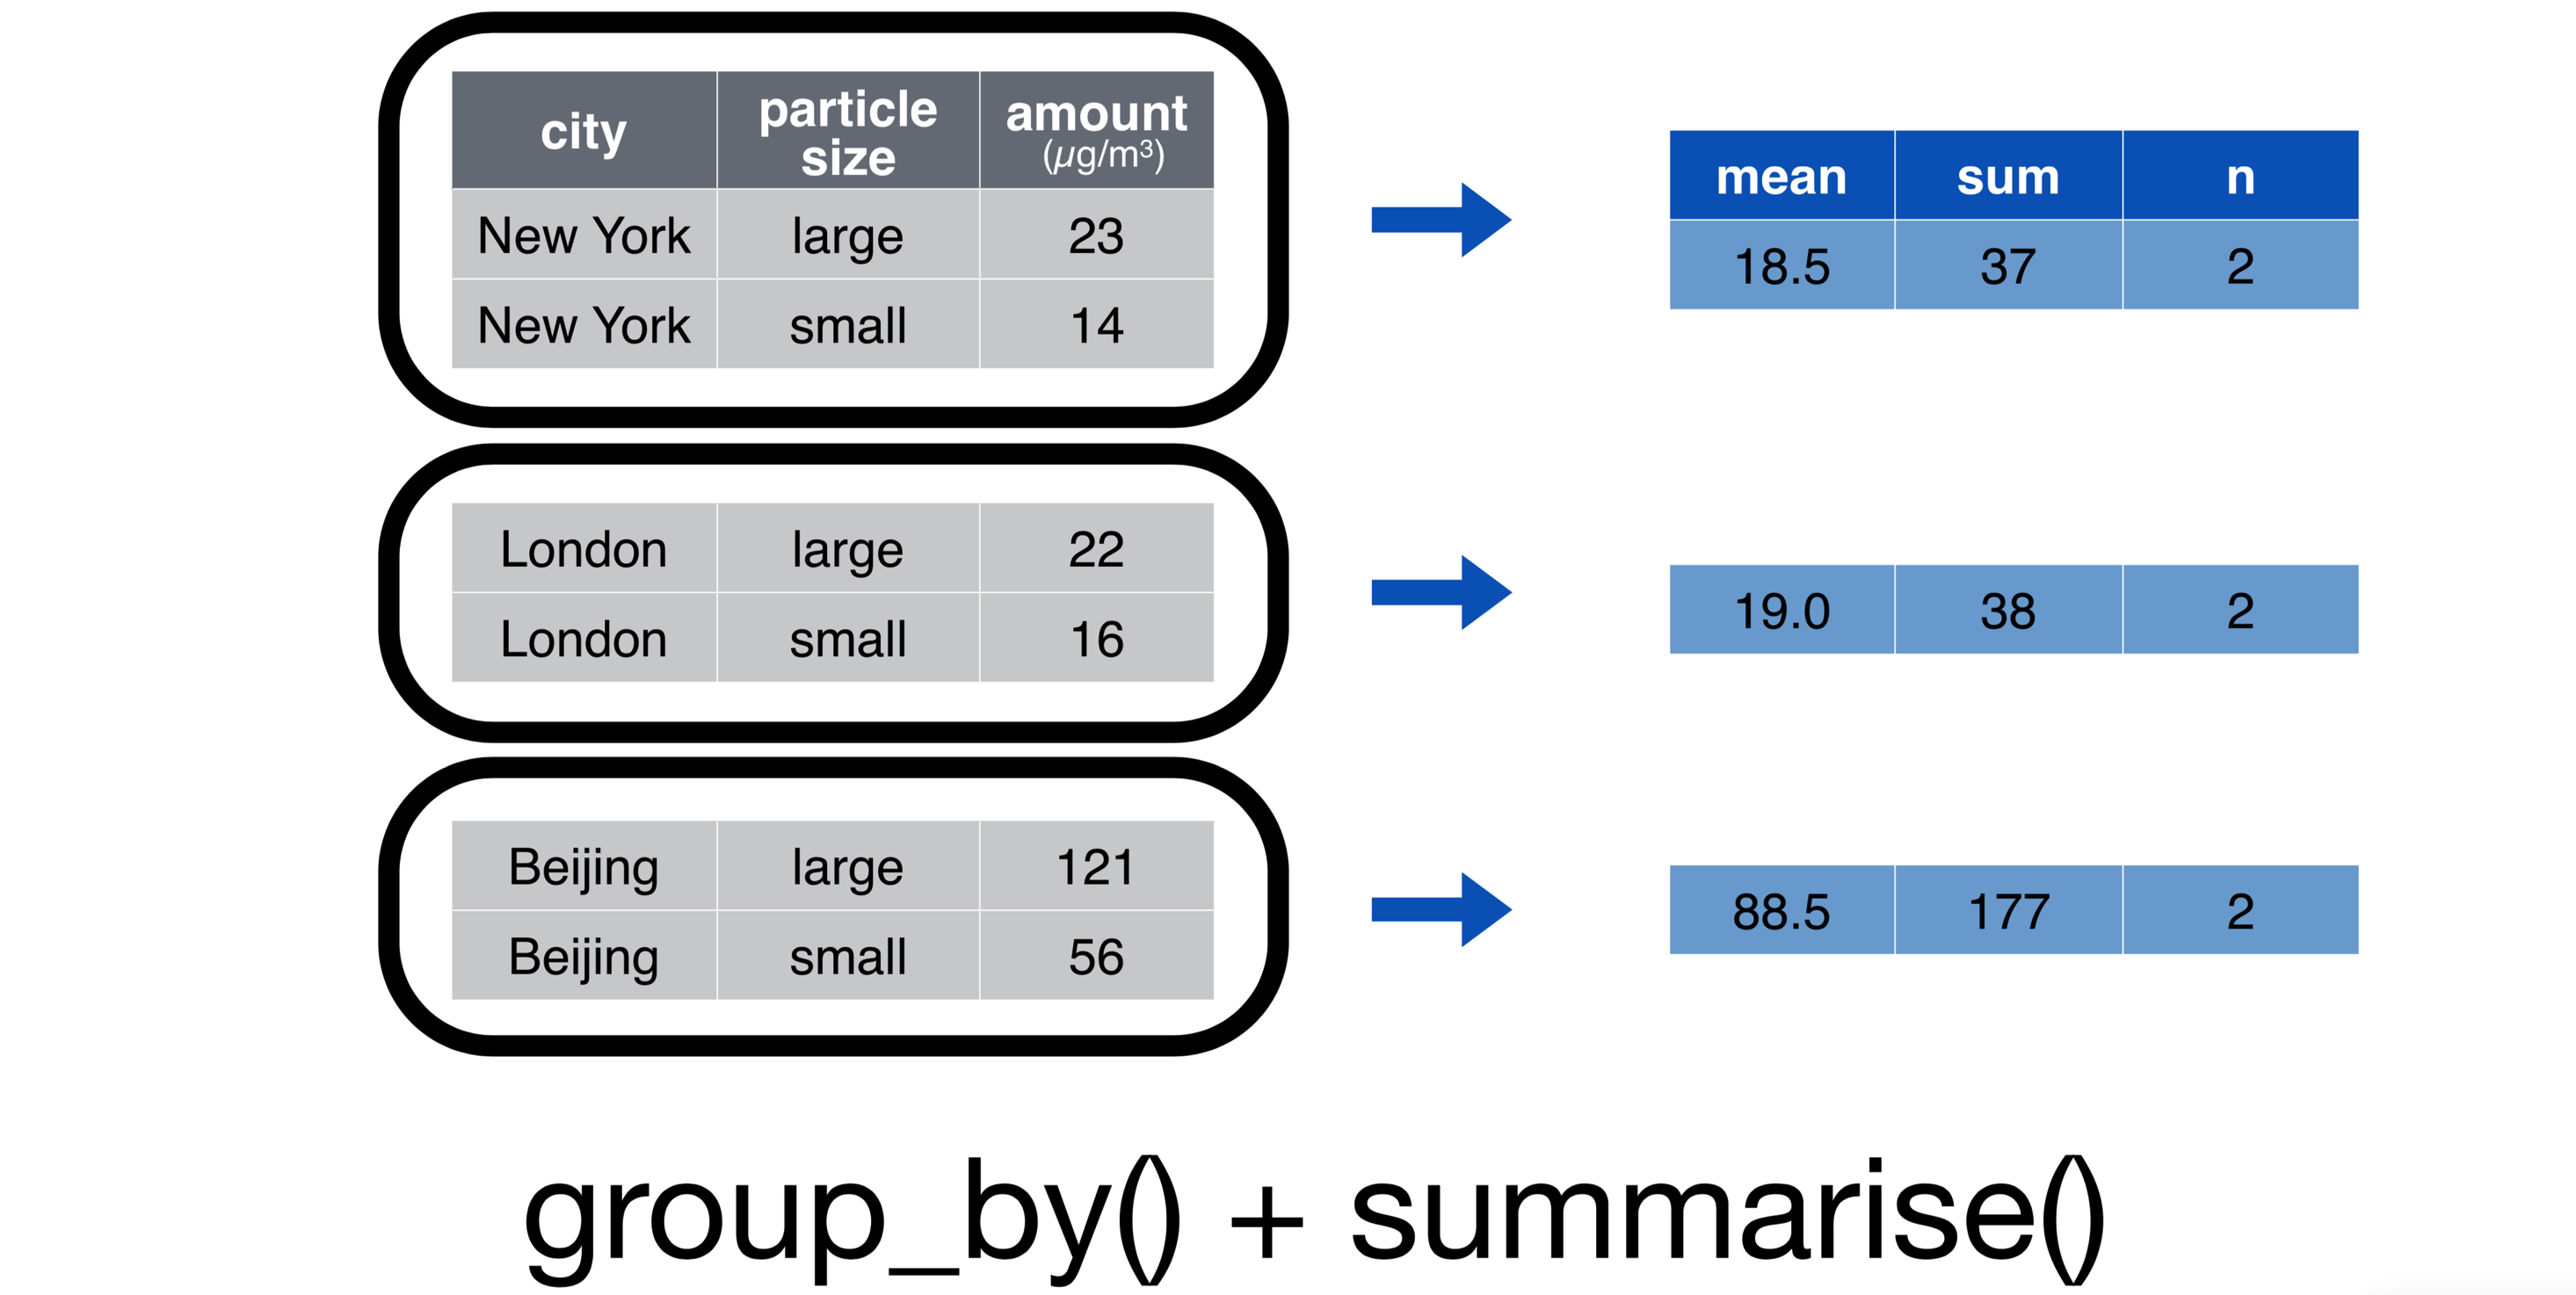 city particle size amount (µg/m³)
New York large 23
New York small 14
mean sum n
18.5 37 2
London large 22
London small 16
19.0 38 2
Beijing large 121
Beijing small 56
88.5 177 2
group_by() + summarise()